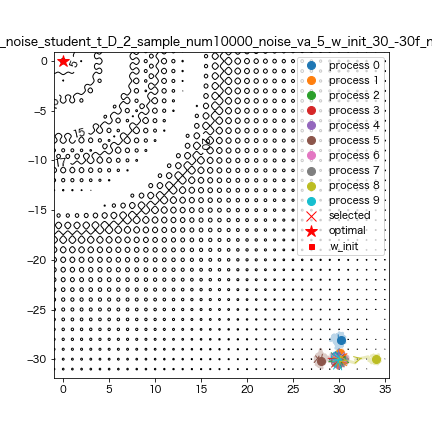 _noise_student_t_D_2_sample_num10000_noise_va_5_w_init_30_-30f_n
0
−5
−10
−15
−20
−25
−30
0
5
10
15
20
25
30
35
15
17
process 0
process 1
process 2
process 3
process 4
process 5
process 6
process 7
process 8
process 9
selected
optimal
w_init